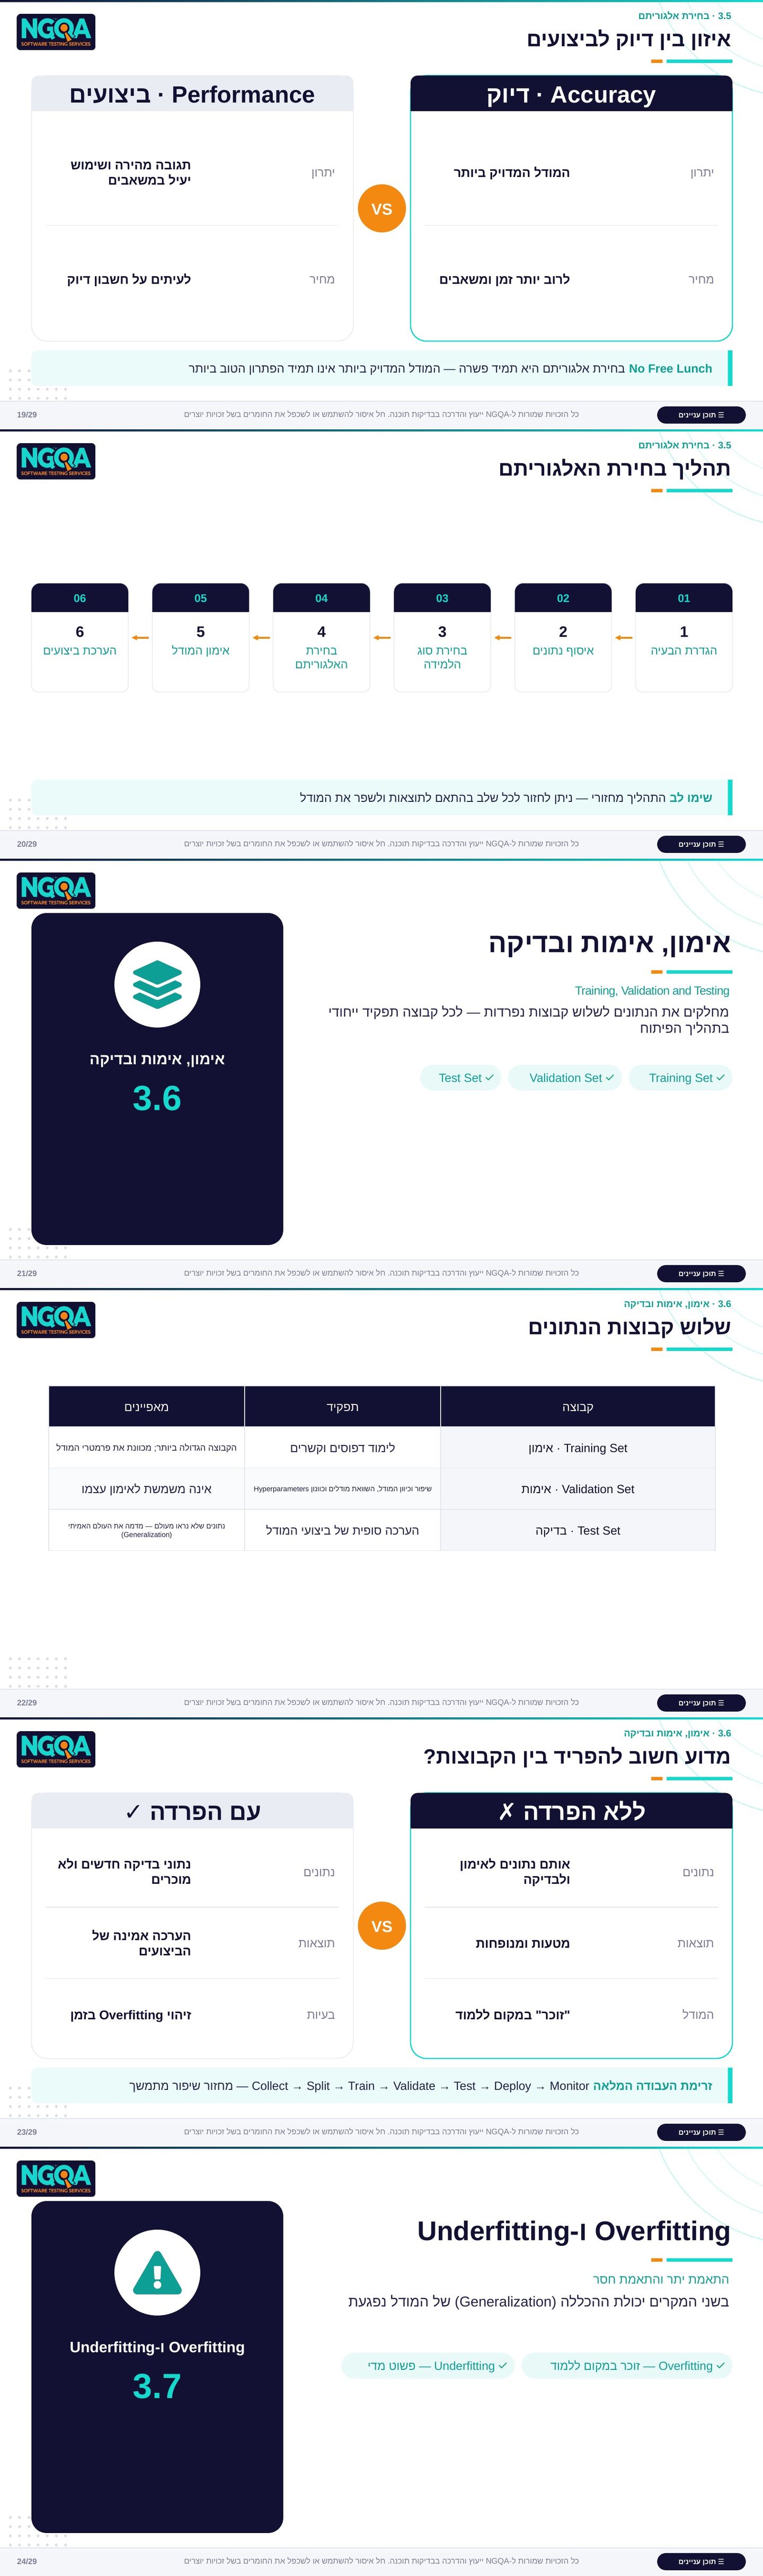 3.5 · בחירת אלגוריתם
NGQA
SOFTWARE TESTING SERVICES
איזון בין דיוק לביצועים
Accuracy · דיוק
יתרון
המודל המדויק ביותר
מחיר
לרוב יותר זמן ומשאבים
VS
Performance · ביצועים
יתרון
תגובה מהירה ושימוש
יעיל במשאבים
מחיר
לעיתים על חשבון דיוק
No Free Lunch בחירת אלגוריתם היא תמיד פשרה — המודל המדויק ביותר אינו תמיד הפתרון הטוב ביותר
☰ תוכן עניינים
כל הזכויות שמורות ל-NGQA ייעוץ והדרכה בבדיקות תוכנה. חל איסור להשתמש או לשכפל את החומרים בשל זכויות יוצרים
19/29
3.5 · בחירת אלגוריתם
NGQA
SOFTWARE TESTING SERVICES
תהליך בחירת האלגוריתם
01
1
הגדרת הבעיה
02
2
איסוף נתונים
03
3
בחירת סוג
הלמידה
04
4
בחירת
האלגוריתם
05
5
אימון המודל
06
6
הערכת ביצועים
שימו לב התהליך מחזורי — ניתן לחזור לכל שלב בהתאם לתוצאות ולשפר את המודל
☰ תוכן עניינים
כל הזכויות שמורות ל-NGQA ייעוץ והדרכה בבדיקות תוכנה. חל איסור להשתמש או לשכפל את החומרים בשל זכויות יוצרים
20/29
NGQA
SOFTWARE TESTING SERVICES
אימון, אימות ובדיקה
Training, Validation and Testing
מחלקים את הנתונים לשלוש קבוצות נפרדות — לכל קבוצה תפקיד ייחודי
בתהליך הפיתוח
✓ Training Set
✓ Validation Set
✓ Test Set
אימון, אימות ובדיקה
3.6
☰ תוכן עניינים
כל הזכויות שמורות ל-NGQA ייעוץ והדרכה בבדיקות תוכנה. חל איסור להשתמש או לשכפל את החומרים בשל זכויות יוצרים
21/29
3.6 · אימון, אימות ובדיקה
NGQA
SOFTWARE TESTING SERVICES
שלוש קבוצות הנתונים
קבוצה
תפקיד
מאפיינים
Training Set · אימון
לימוד דפוסים וקשרים
הקבוצה הגדולה ביותר; מכוונת את פרמטרי המודל
Validation Set · אימות
שיפור וכיוון המודל, השוואת מודלים וכוונון Hyperparameters
אינה משמשת לאימון עצמו
Test Set · בדיקה
הערכה סופית של ביצועי המודל
נתונים שלא נראו מעולם — מדמה את העולם האמיתי
(Generalization)
☰ תוכן עניינים
כל הזכויות שמורות ל-NGQA ייעוץ והדרכה בבדיקות תוכנה. חל איסור להשתמש או לשכפל את החומרים בשל זכויות יוצרים
22/29
3.6 · אימון, אימות ובדיקה
NGQA
SOFTWARE TESTING SERVICES
מדוע חשוב להפריד בין הקבוצות?
ללא הפרדה ✗
נתונים
אותם נתונים לאימון
ולבדיקה
תוצאות
מטעות ומנופחות
המודל
"זוכר" במקום ללמוד
VS
עם הפרדה ✓
נתונים
נתוני בדיקה חדשים ולא
מוכרים
תוצאות
הערכה אמינה של
הביצועים
בעיות
זיהוי Overfitting בזמן
זרימת העבודה המלאה Collect → Split → Train → Validate → Test → Deploy → Monitor — מחזור שיפור מתמשך
☰ תוכן עניינים
כל הזכויות שמורות ל-NGQA ייעוץ והדרכה בבדיקות תוכנה. חל איסור להשתמש או לשכפל את החומרים בשל זכויות יוצרים
23/29
NGQA
SOFTWARE TESTING SERVICES
Overfitting ו-Underfitting
התאמת יתר והתאמת חסר
בשני המקרים יכולת ההכללה (Generalization) של המודל נפגעת
✓ Overfitting — זוכר במקום ללמוד
✓ Underfitting — פשוט מדי
Overfitting ו-Underfitting
3.7
☰ תוכן עניינים
כל הזכויות שמורות ל-NGQA ייעוץ והדרכה בבדיקות תוכנה. חל איסור להשתמש או לשכפל את החומרים בשל זכויות יוצרים
24/29